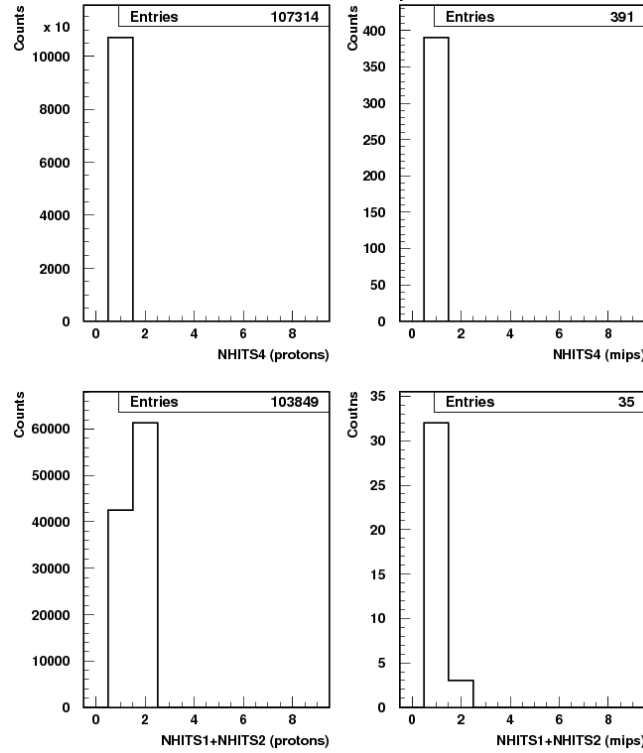 Counts
Entries 107314
x 10
10000
8000
6000
4000
2000
0
0 2 4 6 8
NHITS4 (protons)
Counts
Entries 391
400
350
300
250
200
150
100
50
0
0 2 4 6 8
NHITS4 (mips)
Counts
Entries 103849
60000
50000
40000
30000
20000
10000
0
0 2 4 6 8
NHITS1+NHITS2 (protons)
Coutns
Entries 35
35
30
25
20
15
10
5
0
0 2 4 6 8
NHITS1+NHITS2 (mips)